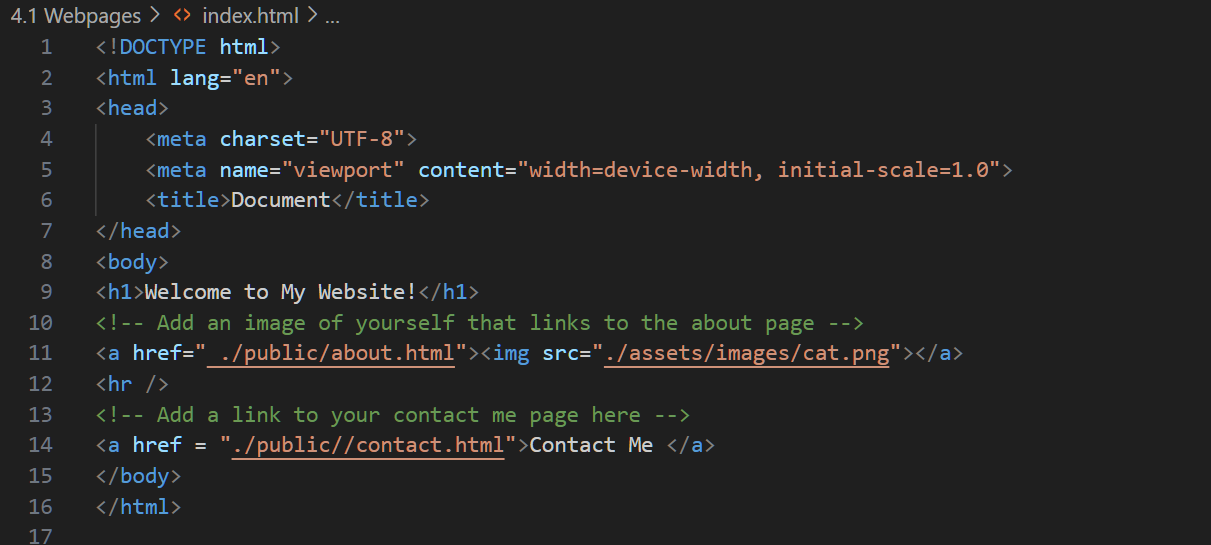 4.1 Webpages > <> index.html > ...
1 <!DOCTYPE html>
2 <html lang="en">
3 <head>
4     <meta charset="UTF-8">
5     <meta name="viewport" content="width=device-width, initial-scale=1.0">
6     <title>Document</title>
7 </head>
8 <body>
9 <h1>Welcome to My Website!</h1>
10 <!-- Add an image of yourself that links to the about page -->
11 <a href=" ./public/about.html"><img src="./assets/images/cat.png"></a>
12 <hr />
13 <!-- Add a link to your contact me page here -->
14 <a href = "./public//contact.html">Contact Me </a>
15 </body>
16 </html>
17